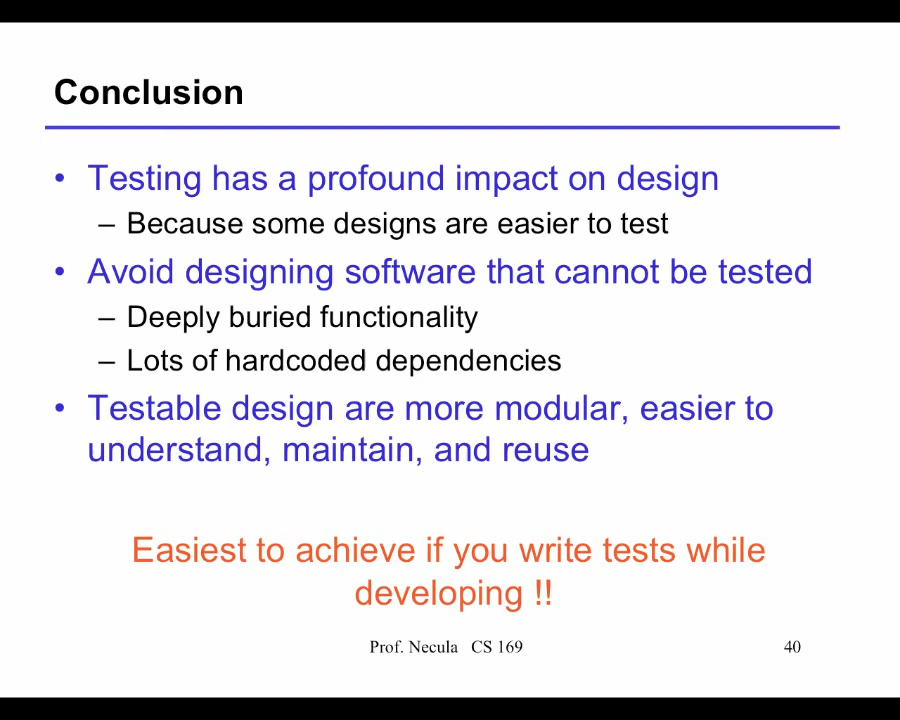 Conclusion
• Testing has a profound impact on design
– Because some designs are easier to test
• Avoid designing software that cannot be tested
– Deeply buried functionality
– Lots of hardcoded dependencies
• Testable design are more modular, easier to
understand, maintain, and reuse
Easiest to achieve if you write tests while
developing !!
Prof. Necula CS 169
40